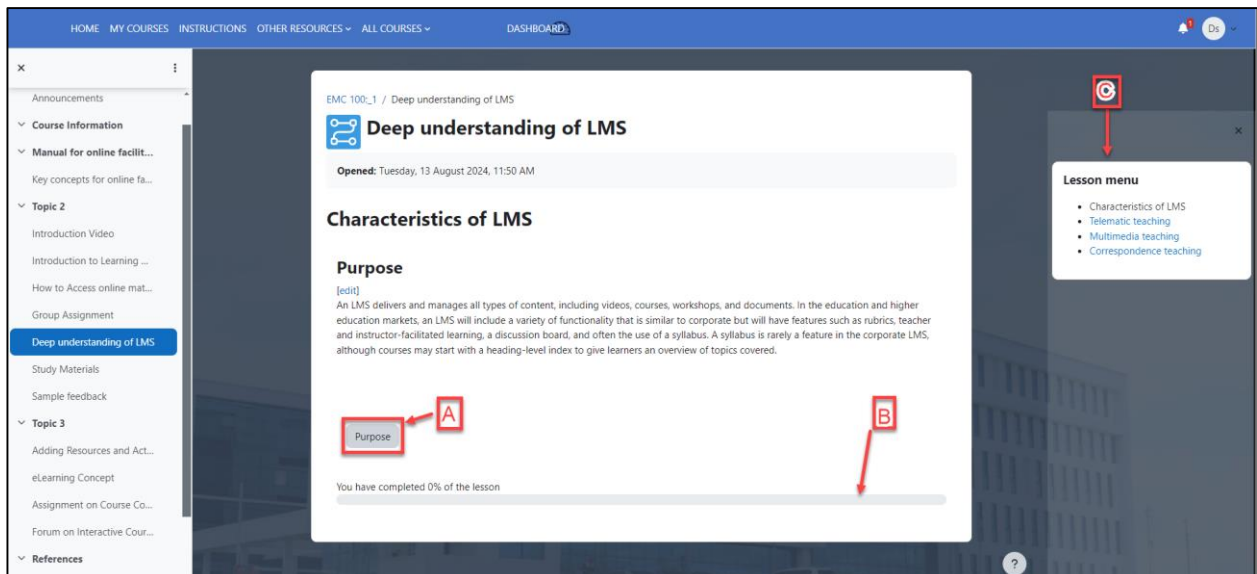 HOME MY COURSES INSTRUCTIONS OTHER RESOURCES ALL COURSES DASHBOARD Ds
Announcements
Course Information
Manual for online facilit...
Key concepts for online fa...
Topic 2
Introduction Video
Introduction to Learning ...
How to Access online mat...
Group Assignment
Deep understanding of LMS
Study Materials
Sample feedback
Topic 3
Adding Resources and Act...
eLearning Concept
Assignment on Course Co...
Forum on Interactive Cour...
References
EMC 100:_1 / Deep understanding of LMS
Deep understanding of LMS
Opened: Tuesday, 13 August 2024, 11:50 AM
Characteristics of LMS
Purpose
[edit]
An LMS delivers and manages all types of content, including videos, courses, workshops, and documents. In the education and higher
education markets, an LMS will include a variety of functionality that is similar to corporate but will have features such as rubrics, teacher
and instructor-facilitated learning, a discussion board, and often the use of a syllabus. A syllabus is rarely a feature in the corporate LMS,
although courses may start with a heading-level index to give learners an overview of topics covered.
A
Purpose
B
You have completed 0% of the lesson
C
Lesson menu
Characteristics of LMS
Telematic teaching
Multimedia teaching
Correspondence teaching
?